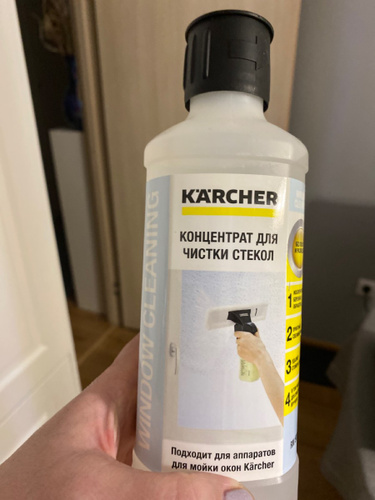 KÄRCHER
КОНЦЕНТРАТ ДЛЯ
ЧИСТКИ СТЕКОЛ
WINDOW CLEANING
1
2
3
4
Подходит для аппаратов
для мойки окон Kärcher